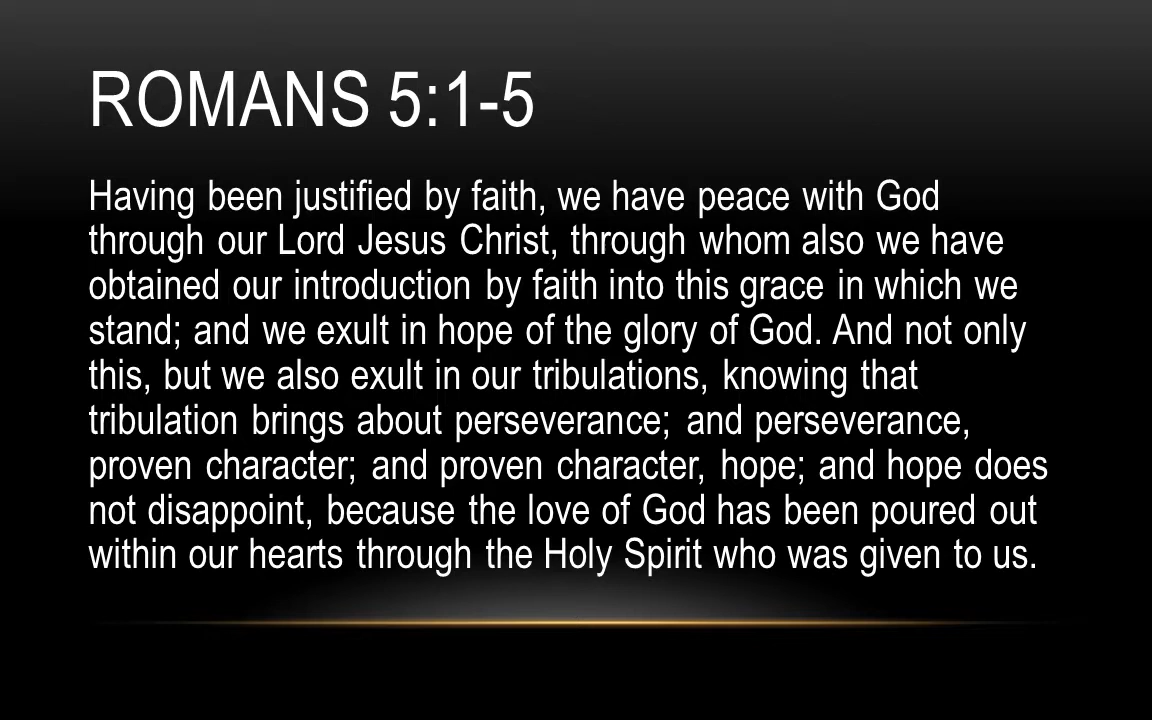 ROMANS 5:1-5
Having been justified by faith, we have peace with God
through our Lord Jesus Christ, through whom also we have
obtained our introduction by faith into this grace in which we
stand; and we exult in hope of the glory of God. And not only
this, but we also exult in our tribulations, knowing that
tribulation brings about perseverance; and perseverance,
proven character; and proven character, hope; and hope does
not disappoint, because the love of God has been poured out
within our hearts through the Holy Spirit who was given to us.